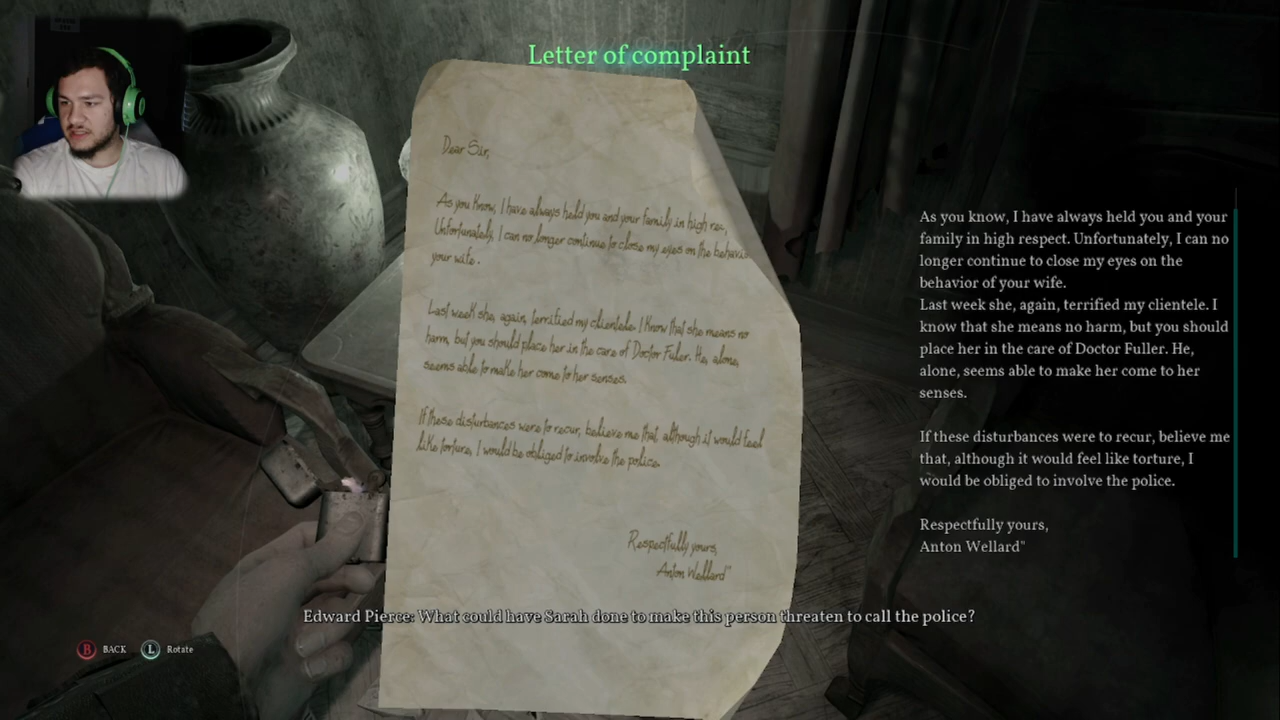 Letter of complaint
Dear Sir,
As you know, I have always held you and your family in high res
Unfortunately, I can no longer continue to close my eyes on the behavio
your wife.
Last week she, again, terrified my clientele. I know that she means no
harm, but you should place her in the care of Doctor Fuller. He, alone,
seems able to make her come to her senses.
If these disturbances were to recur, believe me that, although it would feel
like torture, I would be obliged to involve the police.
Respectfully yours,
Anton Wellard"
As you know, I have always held you and your
family in high respect. Unfortunately, I can no
longer continue to close my eyes on the
behavior of your wife.
Last week she, again, terrified my clientele. I
know that she means no harm, but you should
place her in the care of Doctor Fuller. He,
alone, seems able to make her come to her
senses.
If these disturbances were to recur, believe me
that, although it would feel like torture, I
would be obliged to involve the police.
Respectfully yours,
Anton Wellard"
Edward Pierce: What could have Sarah done to make this person threaten to call the police?
B BACK L Rotate